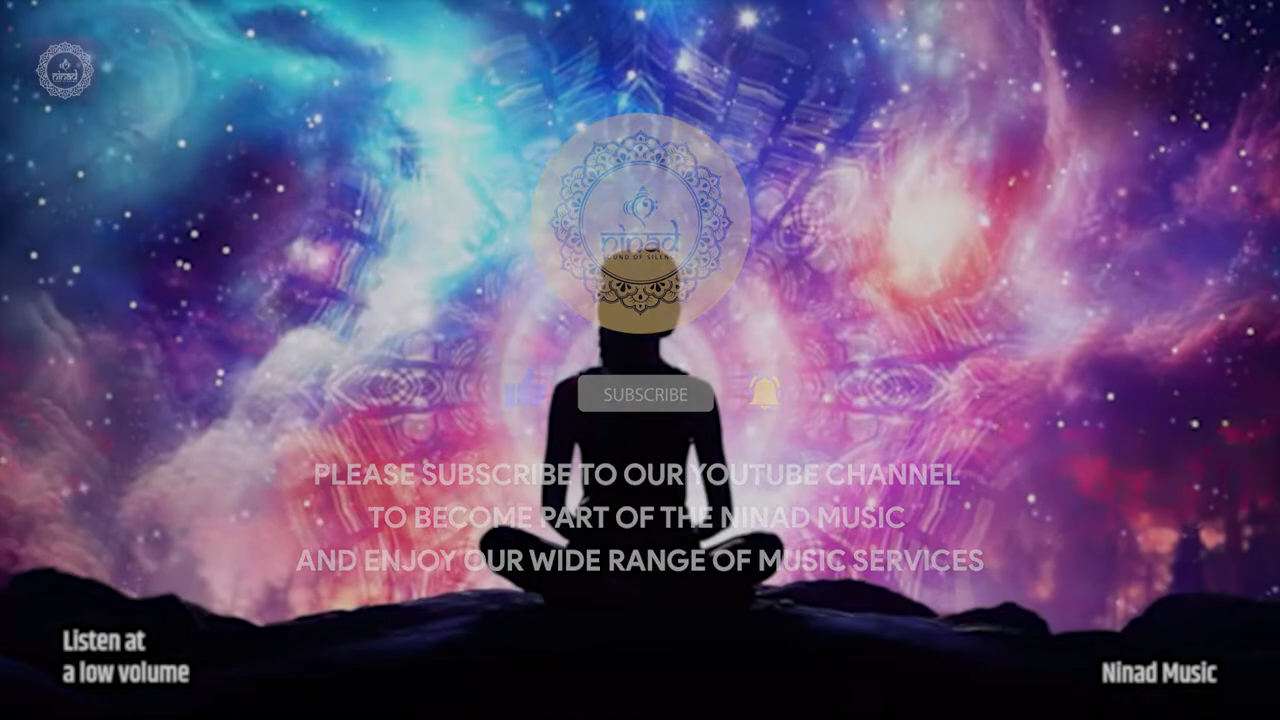 ninad
ninad
SOUND OF SILENCE
SUBSCRIBE
PLEASE SUBSCRIBE TO OUR YOUTUBE CHANNEL
TO BECOME PART OF THE NINAD MUSIC
AND ENJOY OUR WIDE RANGE OF MUSIC SERVICES
Listen at
a low volume
Ninad Music